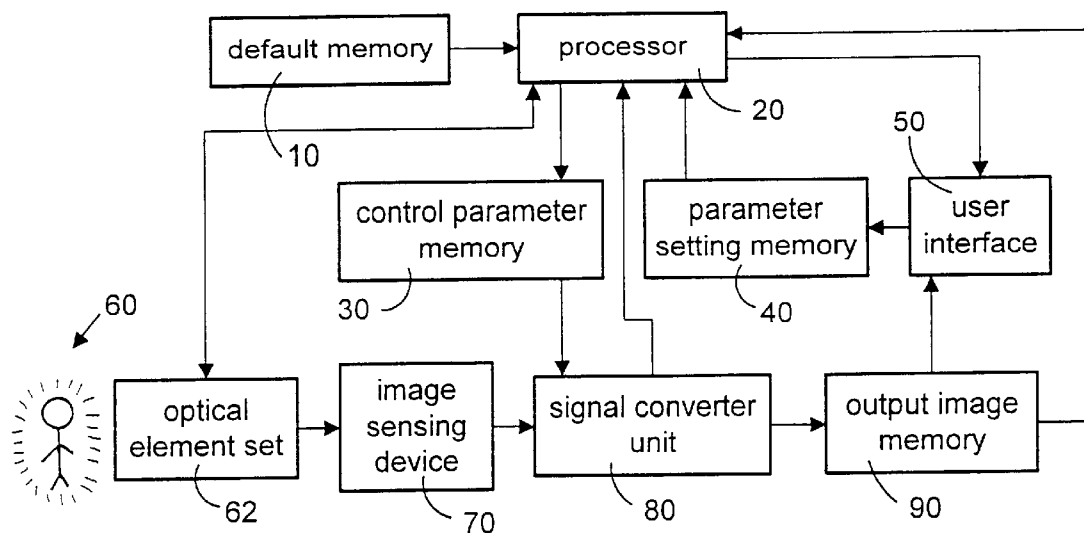 default memory
processor
10
20
50
control parameter
memory
parameter
setting memory
user
interface
60
30
40
optical
element set
image
sensing
device
signal converter
unit
output image
memory
62
70
80
90